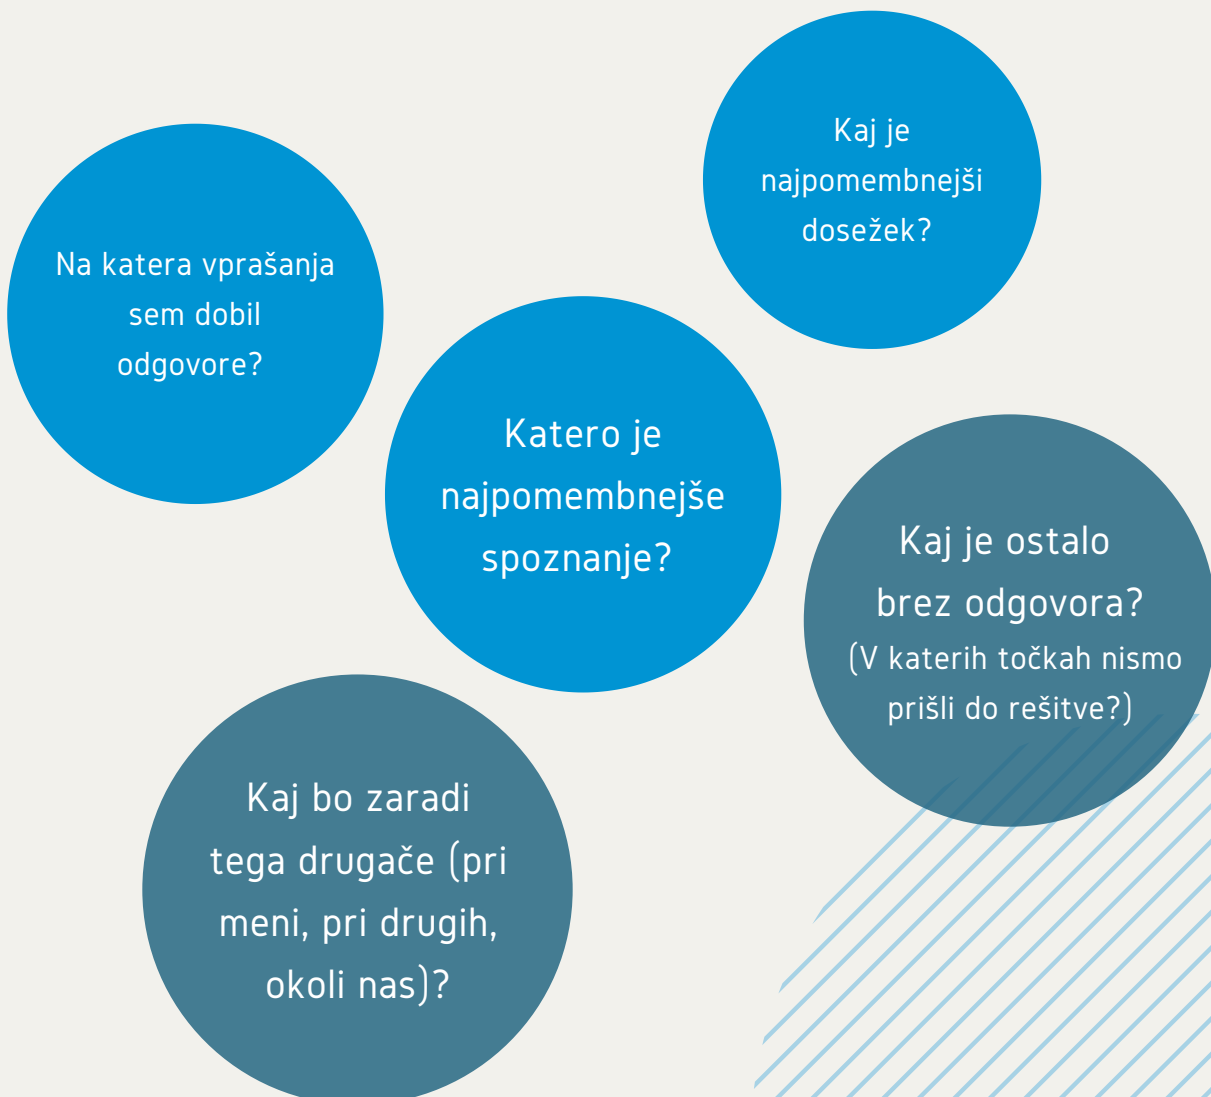 Kaj je
najpomembnejši
dosežek?
Na katera vprašanja
sem dobil
odgovore?
Katero je
najpomembnejše
spoznanje?
Kaj je ostalo
brez odgovora?
(V katerih točkah nismo
prišli do rešitve?)
Kaj bo zaradi
tega drugače (pri
meni, pri drugih,
okoli nas)?